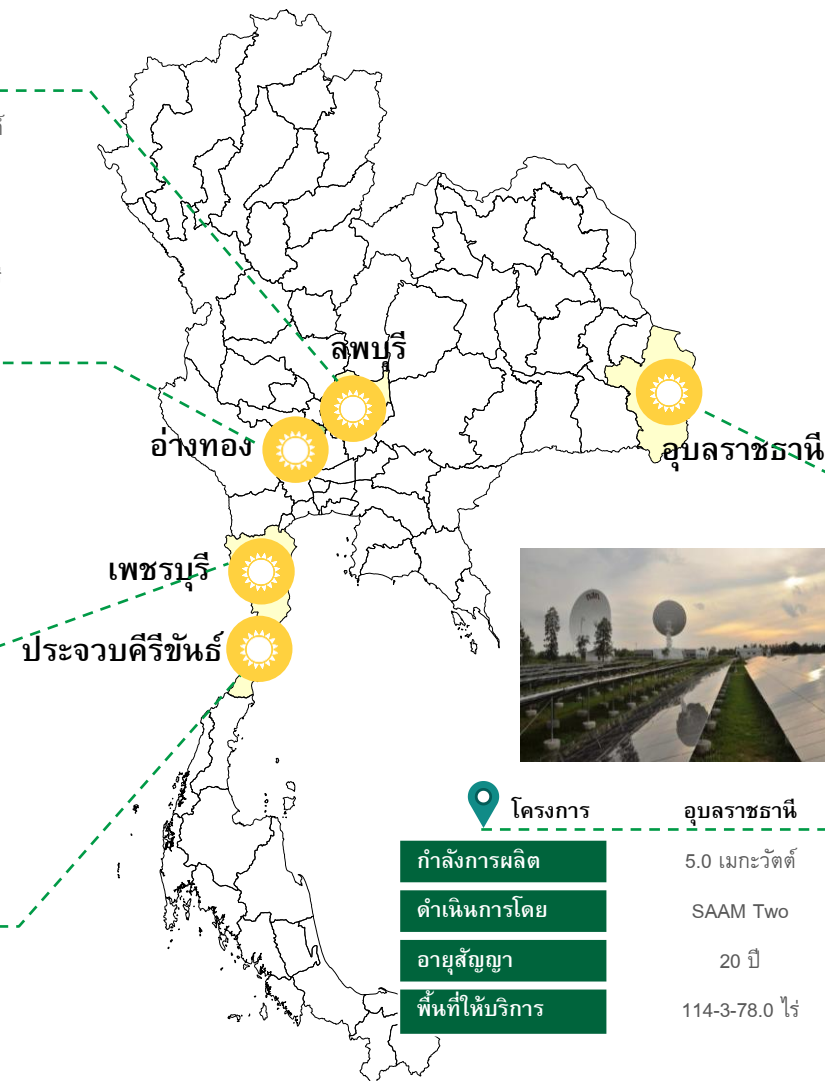 ลพบุรี
อ่างทอง
อุบลราชธานี
เพชรบุรี
ประจวบคีรีขันธ์
โครงการ อุบลราชธานี
กำลังการผลิต 5.0 เมกะวัตต์
ดำเนินการโดย SAAM Two
อายุสัญญา 20 ปี
พื้นที่ให้บริการ 114-3-78.0 ไร่